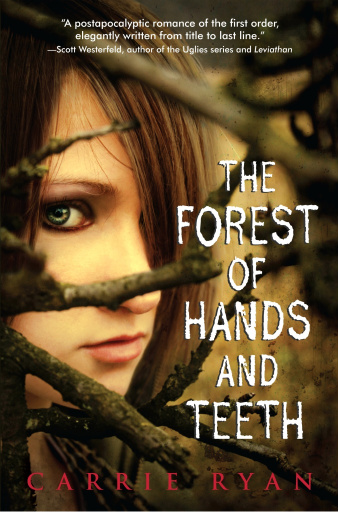 “A postapocalyptic romance of the first order,
elegantly written from title to last line.”
—Scott Westerfeld, author of the Uglies series and Leviathan
THE
FOREST
OF
HANDS
AND
TEETH
CARRIE RYAN